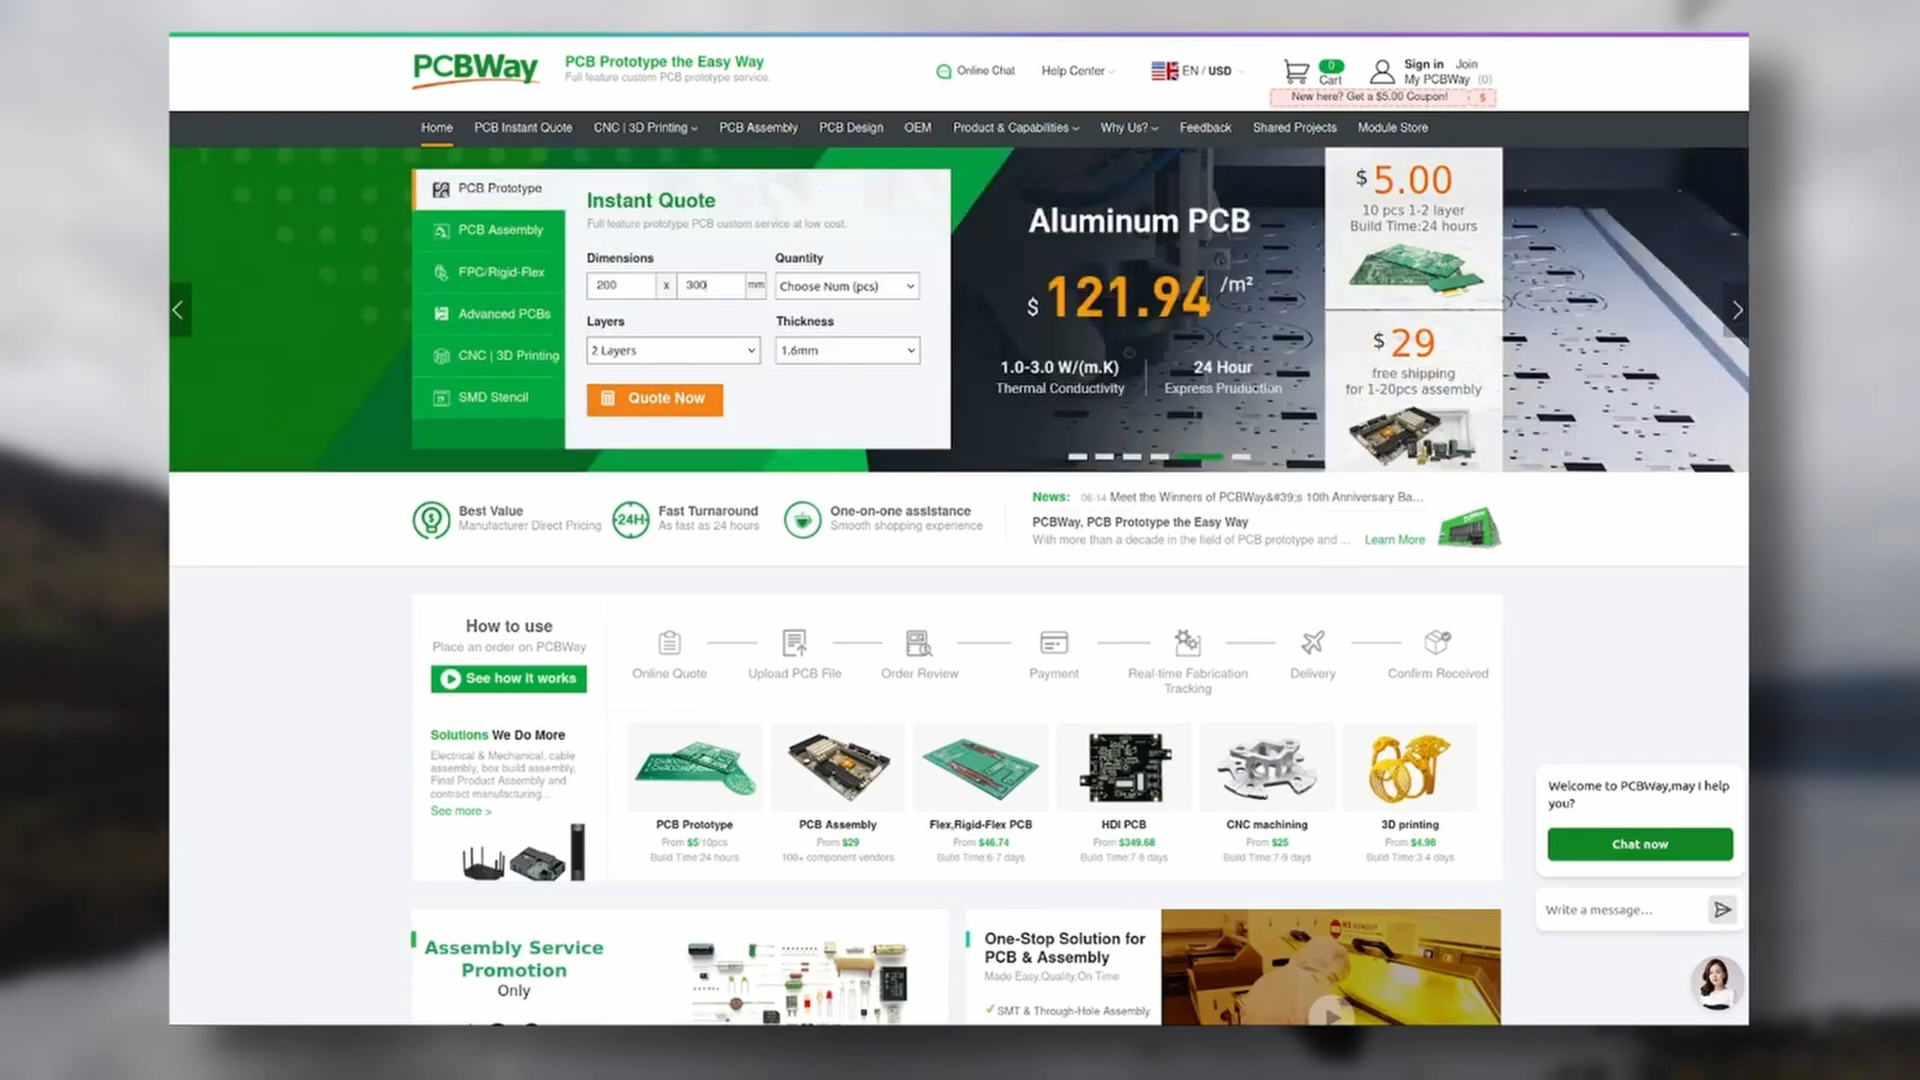 PCBWay
PCB Prototype the Easy Way
Full feature custom PCB prototype service.
Online Chat
Help Center
EN / USD
0
Cart
Sign in Join
My PCBWay (0)
New here? Get a $5.00 Coupon!
Home PCB Instant Quote CNC | 3D Printing PCB Assembly PCB Design OEM Product & Capabilities Why Us? Feedback Shared Projects Module Store
PCB Prototype
PCB Assembly
FPC/Rigid-Flex
Advanced PCBs
CNC | 3D Printing
SMD Stencil
Instant Quote
Full feature prototype PCB custom service at low cost.
Dimensions
200 x 300 mm
Quantity
Choose Num (pcs)
Layers
2 Layers
Thickness
1.6mm
Quote Now
Aluminum PCB
$ 121.94 /m²
1.0-3.0 W/(m.K)
Thermal Conductivity
24 Hour
Express Pruduction
$ 5.00
10 pcs 1-2 layer
Build Time:24 hours
$ 29
free shipping
for 1-20pcs assembly
Best Value
Manufacturer Direct Pricing
24H
Fast Turnaround
As fast as 24 hours
One-on-one assistance
Smooth shopping experience
News: 06-14 Meet the Winners of PCBWay&#39;s 10th Anniversary Ba...
PCBWay, PCB Prototype the Easy Way
With more than a decade in the field of PCB prototype and ... Learn More
How to use
Place an order on PCBWay
See how it works
Online Quote
Upload PCB File
Order Review
Payment
Real-time Fabrication
Tracking
Delivery
Confirm Received
Solutions We Do More
Electrical & Mechanical, cable
assembly, box build assembly,
Final Product Assembly and
contract manufacturing...
See more >
PCB Prototype
From $5/10pcs
Build Time:24 hours
PCB Assembly
From $29
100+ component vendors
Flex,Rigid-Flex PCB
From $46.74
Build Time:6-7 days
HDI PCB
From $349.68
Build Time:7-8 days
CNC machining
From $25
Build Time:7-9 days
3D printing
From $4.98
Build Time:3-4 days
Assembly Service
Promotion
Only
One-Stop Solution for
PCB & Assembly
Made Easy.Quality.On Time
SMT & Through-Hole Assembly
Welcome to PCBWay,may I help
you?
Chat now
Write a message...